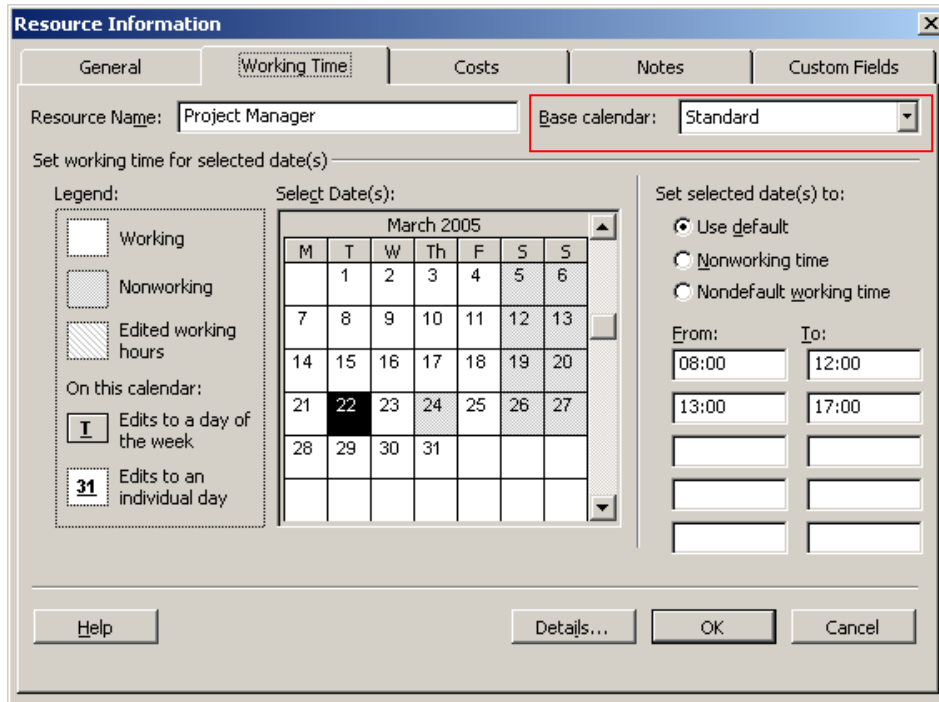 Resource Information
General Working Time Costs Notes Custom Fields
Resource Name: Project Manager Base calendar: Standard
Set working time for selected date(s)
Legend:
Working
Nonworking
Edited working
hours
On this calendar:
T Edits to a day of
the week
31 Edits to an
individual day
Select Date(s):
March 2005
M T W Th F S S
1 2 3 4 5 6
7 8 9 10 11 12 13
14 15 16 17 18 19 20
21 22 23 24 25 26 27
28 29 30 31
Set selected date(s) to:
Use default
Nonworking time
Nondefault working time
From: To:
08:00 12:00
13:00 17:00
Help Details... OK Cancel